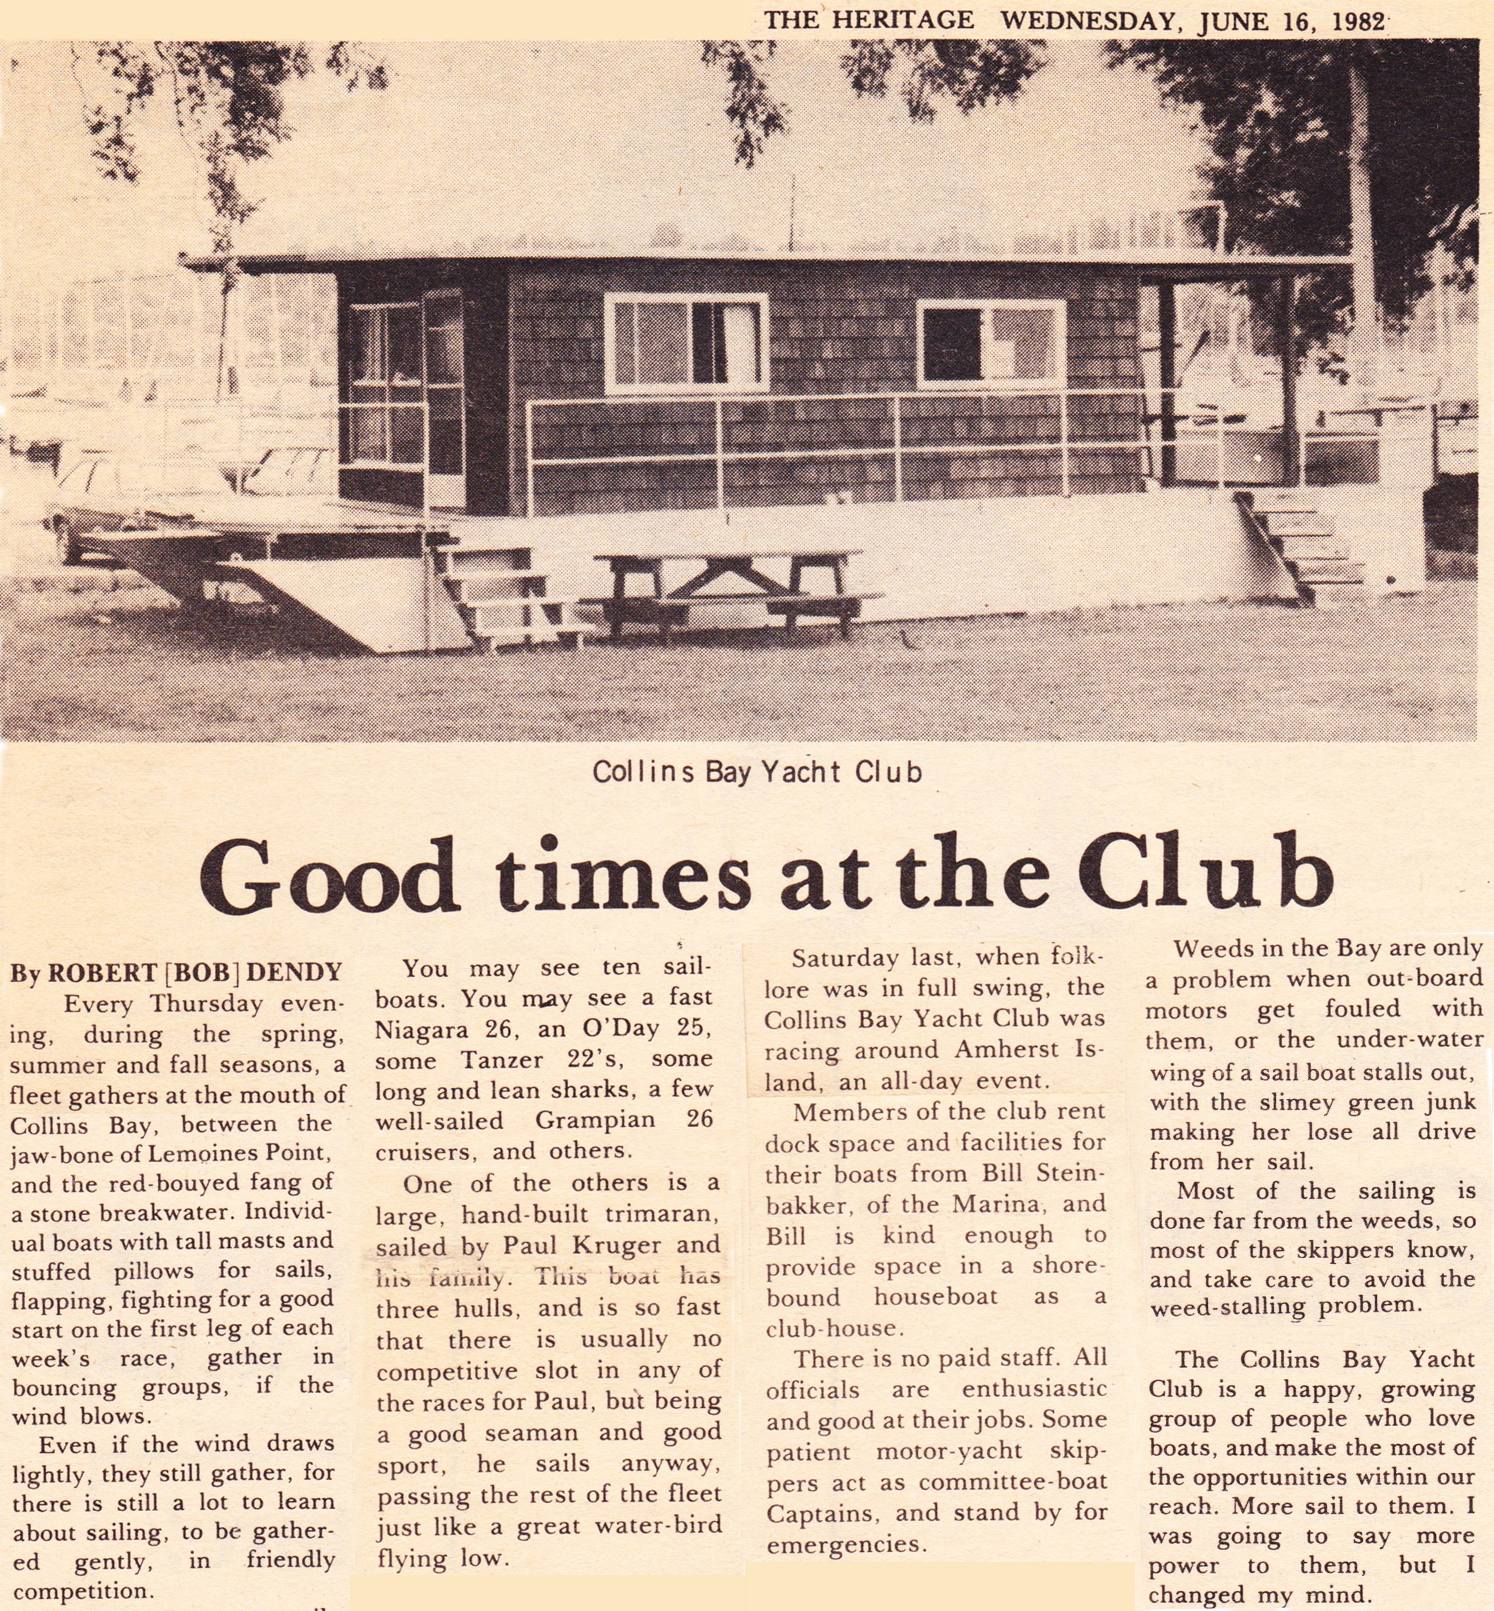 THE HERITAGE WEDNESDAY, JUNE 16, 1982
Collins Bay Yacht Club
Good times at the Club
By ROBERT [BOB] DENDY
Every Thursday even-
ing, during the spring,
summer and fall seasons, a
fleet gathers at the mouth of
Collins Bay, between the
jaw-bone of Lemoines Point,
and the red-bouyed fang of
a stone breakwater. Individ-
ual boats with tall masts and
stuffed pillows for sails,
flapping, fighting for a good
start on the first leg of each
week's race, gather in
bouncing groups, if the
wind blows.
Even if the wind draws
lightly, they still gather, for
there is still a lot to learn
about sailing, to be gather-
ed gently, in friendly
competition.
You may see ten sail-
boats. You may see a fast
Niagara 26, an O'Day 25,
some Tanzer 22's, some
long and lean sharks, a few
well-sailed Grampian 26
cruisers, and others.
One of the others is a
large, hand-built trimaran,
sailed by Paul Kruger and
his family. This boat has
three hulls, and is so fast
that there is usually no
competitive slot in any of
the races for Paul, but being
a good seaman and good
sport, he sails anyway,
passing the rest of the fleet
just like a great water-bird
flying low.
Saturday last, when folk-
lore was in full swing, the
Collins Bay Yacht Club was
racing around Amherst Is-
land, an all-day event.
Members of the club rent
dock space and facilities for
their boats from Bill Stein-
bakker, of the Marina, and
Bill is kind enough to
provide space in a shore-
bound houseboat as a
club-house.
There is no paid staff. All
officials are enthusiastic
and good at their jobs. Some
patient motor-yacht skip-
pers act as committee-boat
Captains, and stand by for
emergencies.
Weeds in the Bay are only
a problem when out-board
motors get fouled with
them, or the under-water
wing of a sail boat stalls out,
with the slimey green junk
making her lose all drive
from her sail.
Most of the sailing is
done far from the weeds, so
most of the skippers know,
and take care to avoid the
weed-stalling problem.
The Collins Bay Yacht
Club is a happy, growing
group of people who love
boats, and make the most of
the opportunities within our
reach. More sail to them. I
was going to say more
power to them, but I
changed my mind.